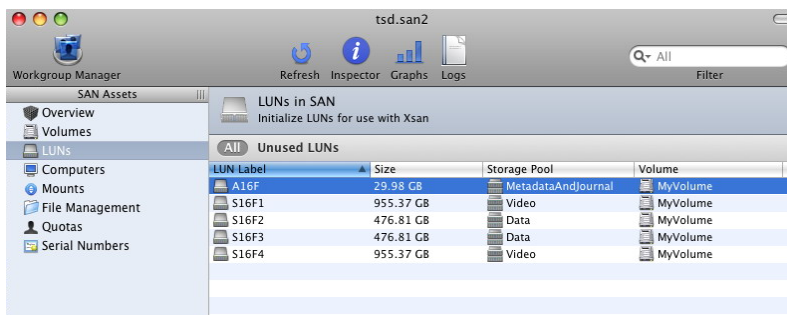 tsd.san2
Workgroup Manager Refresh Inspector Graphs Logs All Filter
SAN Assets
Overview
Volumes
LUNs
Computers
Mounts
File Management
Quotas
Serial Numbers
LUNs in SAN
Initialize LUNs for use with Xsan
All Unused LUNs
LUN Label Size Storage Pool Volume
A16F 29.98 GB MetadataAndJournal MyVolume
S16F1 955.37 GB Video MyVolume
S16F2 476.81 GB Data MyVolume
S16F3 476.81 GB Data MyVolume
S16F4 955.37 GB Video MyVolume